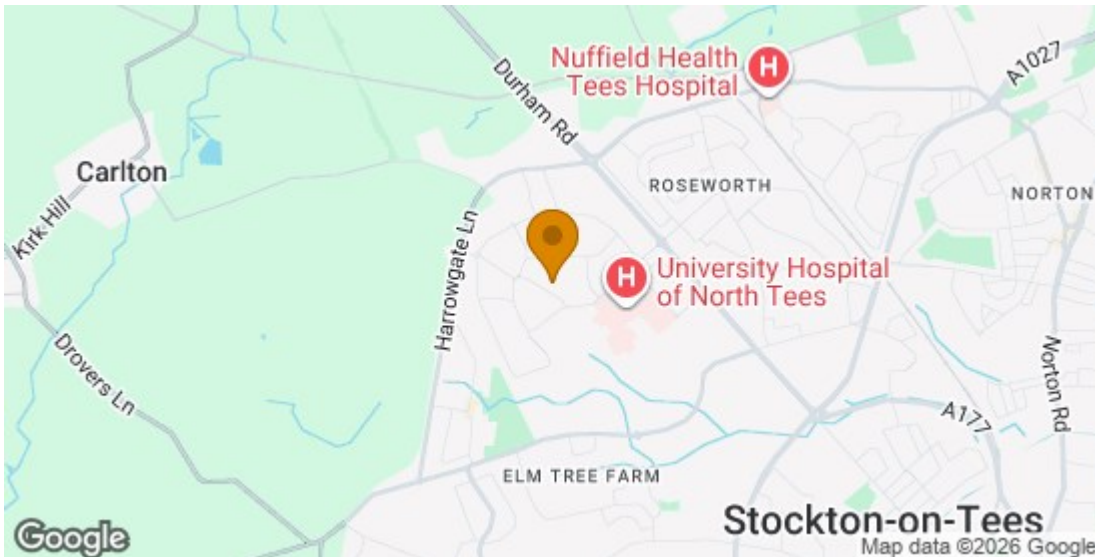 Nuffield Health
Tees Hospital
H
A1027
Durham Rd
Carlton
ROSEWORTH
NORTON
Kirk Hill
Harrowgate Ln
H
University Hospital
of North Tees
Drovers Ln
Norton Rd
A177
ELM TREE FARM
Stockton-on-Tees
Google
Map data ©2026 Google